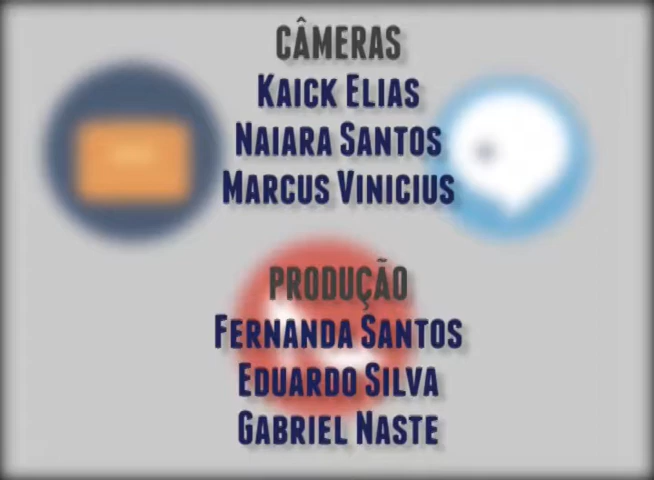 CÂMERAS
KAICK ELIAS
NAIARA SANTOS
MARCUS VINICIUS
PRODUÇÃO
FERNANDA SANTOS
EDUARDO SILVA
GABRIEL NASTE